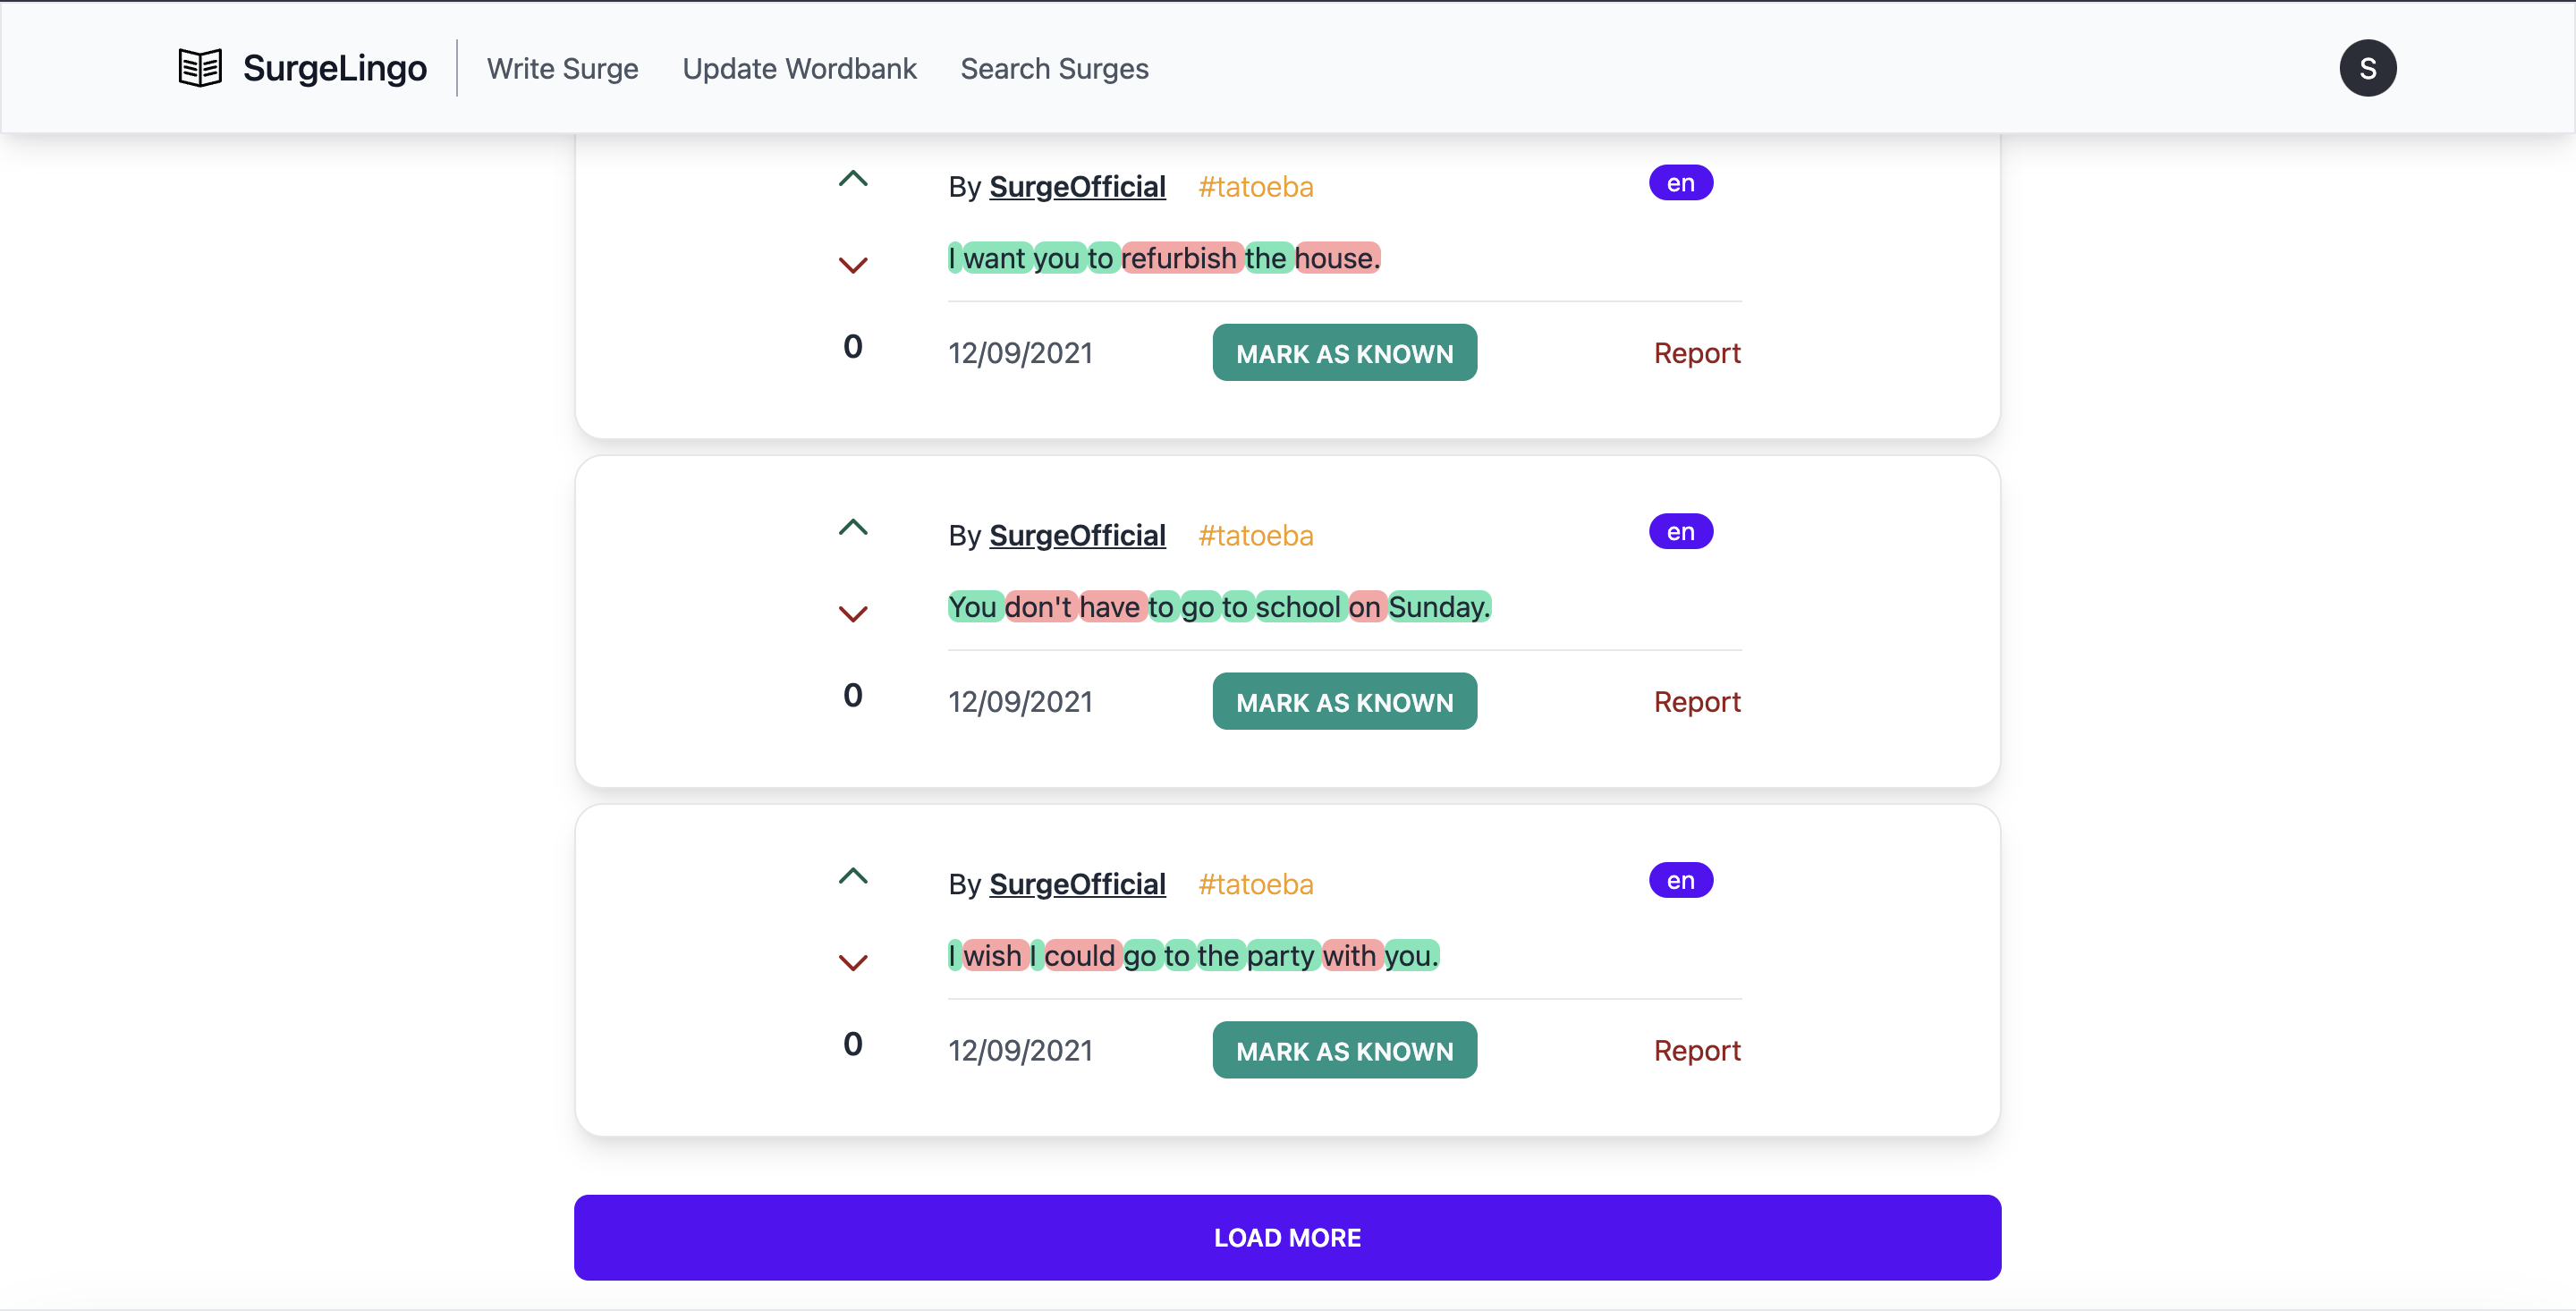 SurgeLingo Write Surge Update Wordbank Search Surges S
By SurgeOfficial #tatoeba en
I want you to refurbish the house.
0 12/09/2021 MARK AS KNOWN Report
By SurgeOfficial #tatoeba en
You don't have to go to school on Sunday.
0 12/09/2021 MARK AS KNOWN Report
By SurgeOfficial #tatoeba en
I wish I could go to the party with you.
0 12/09/2021 MARK AS KNOWN Report
LOAD MORE